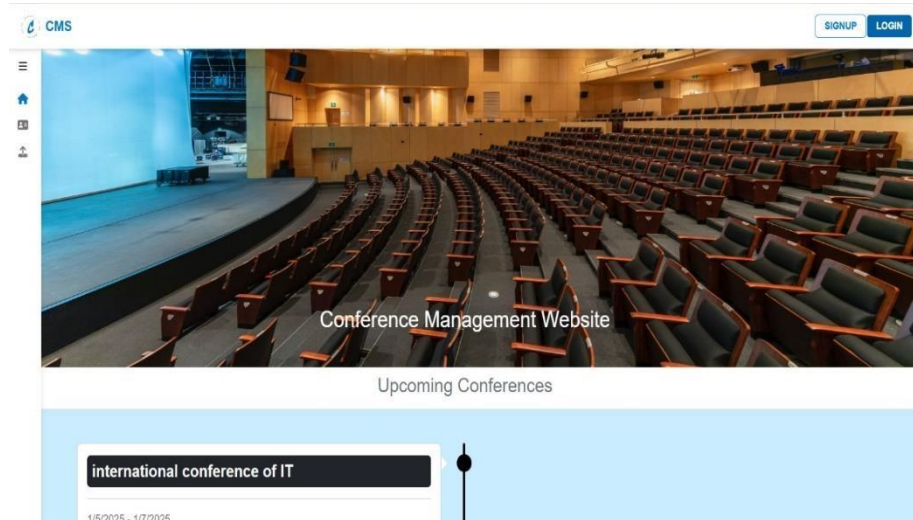 CMS
SIGNUP
LOGIN
Conference Management Website
Upcoming Conferences
international conference of IT
1/5/2025 - 1/7/2025